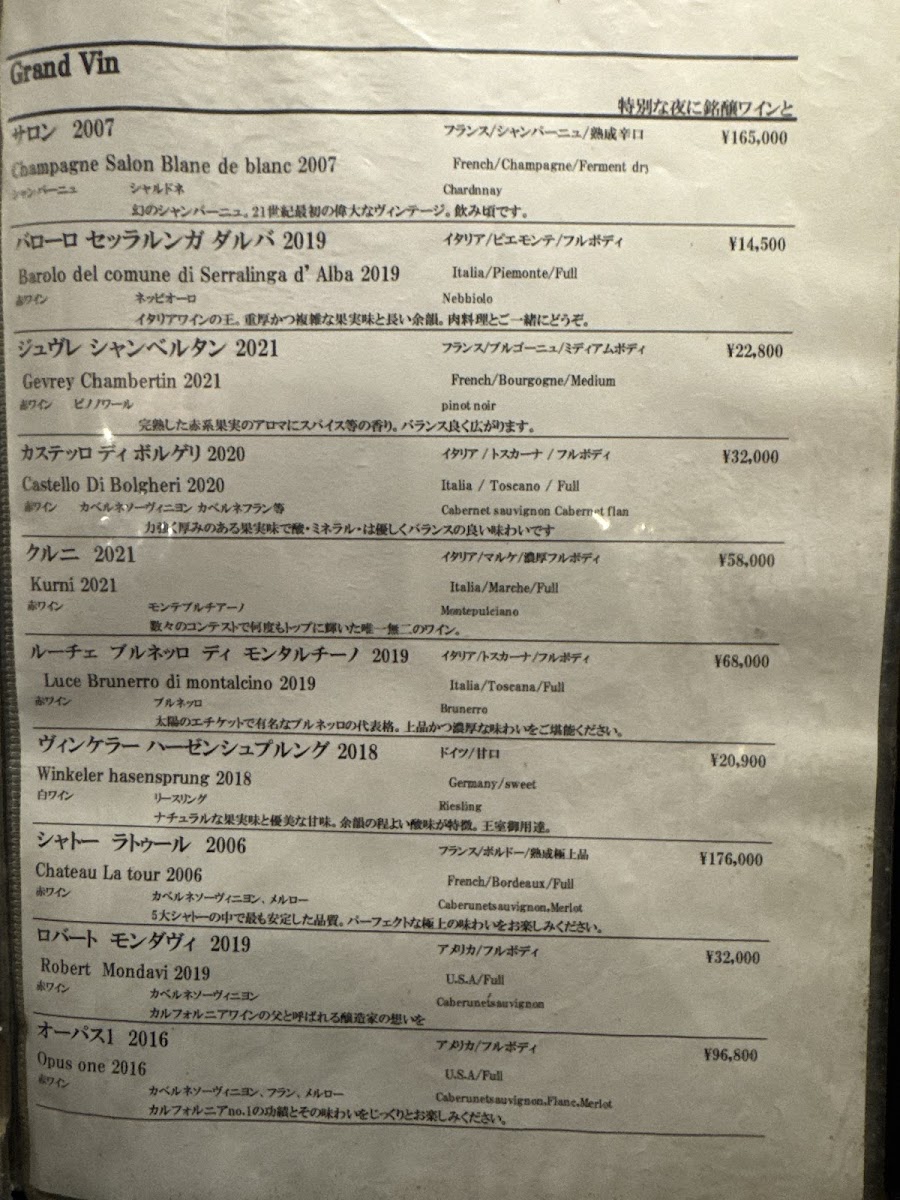 Grand Vin
特別な夜に銘醸ワインと
サロン 2007 フランス/シャンパーニュ/熟成辛口 ¥165,000
Champagne Salon Blane de blanc 2007 French/Champagne/Ferment dry
シャンパーニュ シャルドネ Chardnnay
幻のシャンパーニュ。21世紀最初の偉大なヴィンテージ。飲み頃です。
バローロ セッラルンガ ダルバ 2019 イタリア/ピエモンテ/フルボディ ¥14,500
Barolo del comune di Serralinga d' Alba 2019 Italia/Piemonte/Full
赤ワイン ネッビオーロ Nebbiolo
イタリアワインの王。重厚かつ複雑な果実味と長い余韻。肉料理とご一緒にどうぞ。
ジュヴレ シャンベルタン 2021 フランス/ブルゴーニュ/ミディアムボディ ¥22,800
Gevrey Chambertin 2021 French/Bourgogne/Medium
赤ワイン ピノノワール pinot noir
完熟した赤系果実のアロマにスパイス等の香り。バランス良く広がります。
カステッロ ディ ボルゲリ 2020 イタリア / トスカーナ / フルボディ ¥32,000
Castello Di Bolgheri 2020 Italia / Toscano / Full
赤ワイン カベルネソーヴィニヨン カベルネフラン等 Cabernet sauvignon Cabernet flan
力強く厚みのある果実味で酸・ミネラル・は優しくバランスの良い味わいです
クルニ 2021 イタリア/マルケ/濃厚フルボディ ¥58,000
Kurni 2021 Italia/Marche/Full
赤ワイン モンテプルチアーノ Montepulciano
数々のコンテストで何度もトップに輝いた唯一無二のワイン。
ルーチェ ブルネッロ ディ モンタルチーノ 2019 イタリア/トスカーナ/フルボディ ¥68,000
Luce Brunerro di montalcino 2019 Italia/Toscana/Full
赤ワイン ブルネッロ Brunerro
太陽のエチケットで有名なブルネッロの代表格。上品かつ濃厚な味わいをご堪能ください。
ヴィンケラー ハーゼンシュプルング 2018 ドイツ/甘口 ¥20,900
Winkeler hasensprung 2018 Germany/sweet
白ワイン リースリング Riesling
ナチュラルな果実味と優美な甘味。余韻の程よい酸味が特徴。王室御用達。
シャトー ラトゥール 2006 フランス/ボルドー/熟成極上品 ¥176,000
Chateau La tour 2006 French/Bordeaux/Full
赤ワイン カベルネソーヴィニヨン、メルロー Caberunetsauvignon,Merlot
5大シャトーの中で最も安定した品質。パーフェクトな極上の味わいをお楽しみください。
ロバート モンダヴィ 2019 アメリカ/フルボディ ¥32,000
Robert Mondavi 2019 U.S.A/Full
赤ワイン カベルネソーヴィニヨン Caberunetsauvignon
カルフォルニアワインの父と呼ばれる醸造家の想いを
オーパス1 2016 アメリカ/フルボディ ¥96,800
Opus one 2016 U.S.A/Full
赤ワイン カベルネソーヴィニヨン、フラン、メルロー Caberunetsauvignon,Flanc,Merlot
カルフォルニアno.1の功績とその味わいをじっくりとお楽しみください。